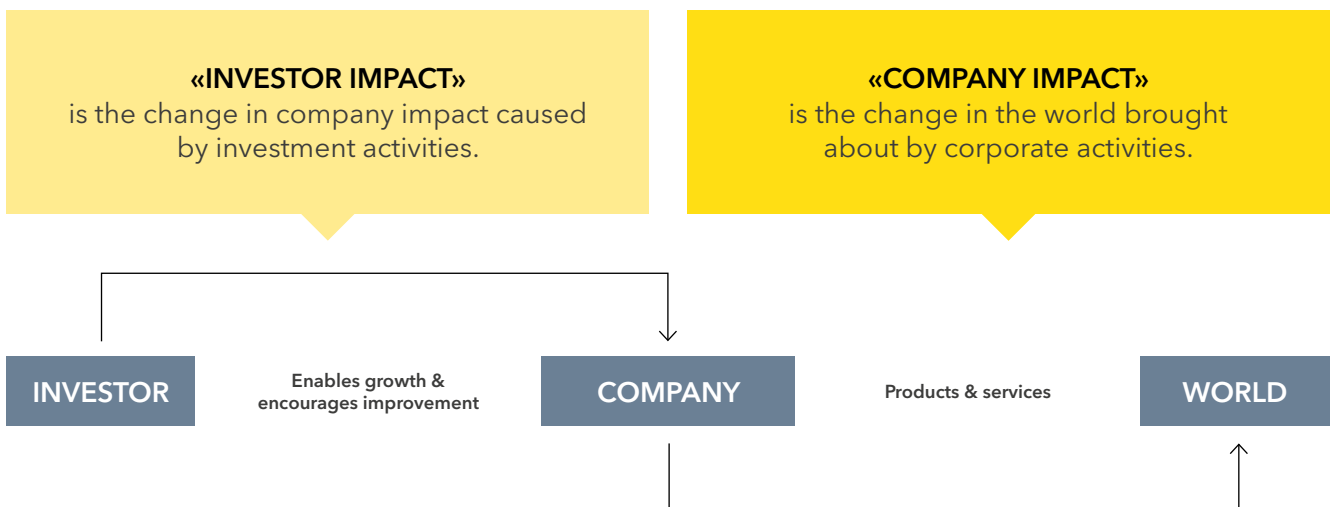 «INVESTOR IMPACT»
is the change in company impact caused
by investment activities.
«COMPANY IMPACT»
is the change in the world brought
about by corporate activities.
INVESTOR
Enables growth &
encourages improvement
COMPANY
Products & services
WORLD